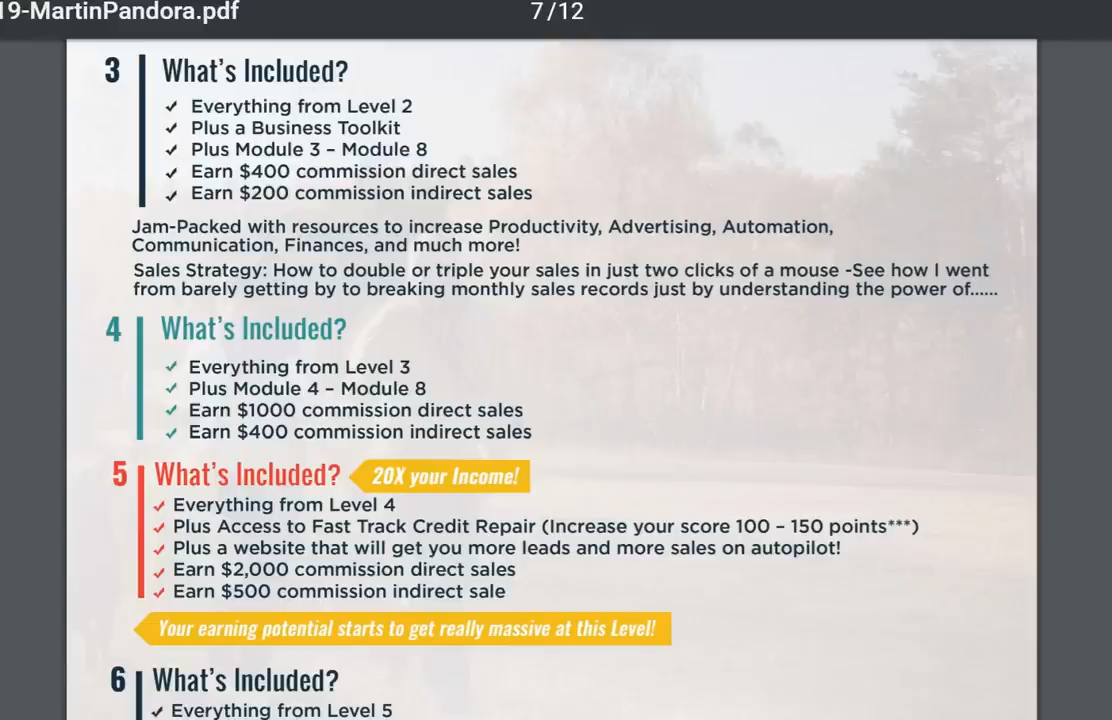 19-MartinPandora.pdf 7/12
3 What's Included?
Everything from Level 2
Plus a Business Toolkit
Plus Module 3 – Module 8
Earn $400 commission direct sales
Earn $200 commission indirect sales
Jam-Packed with resources to increase Productivity, Advertising, Automation,
Communication, Finances, and much more!
Sales Strategy: How to double or triple your sales in just two clicks of a mouse -See how I went
from barely getting by to breaking monthly sales records just by understanding the power of......
4 What's Included?
Everything from Level 3
Plus Module 4 – Module 8
Earn $1000 commission direct sales
Earn $400 commission indirect sales
5 What's Included? 20X your Income!
Everything from Level 4
Plus Access to Fast Track Credit Repair (Increase your score 100 – 150 points***)
Plus a website that will get you more leads and more sales on autopilot!
Earn $2,000 commission direct sales
Earn $500 commission indirect sale
Your earning potential starts to get really massive at this Level!
6 What's Included?
Everything from Level 5